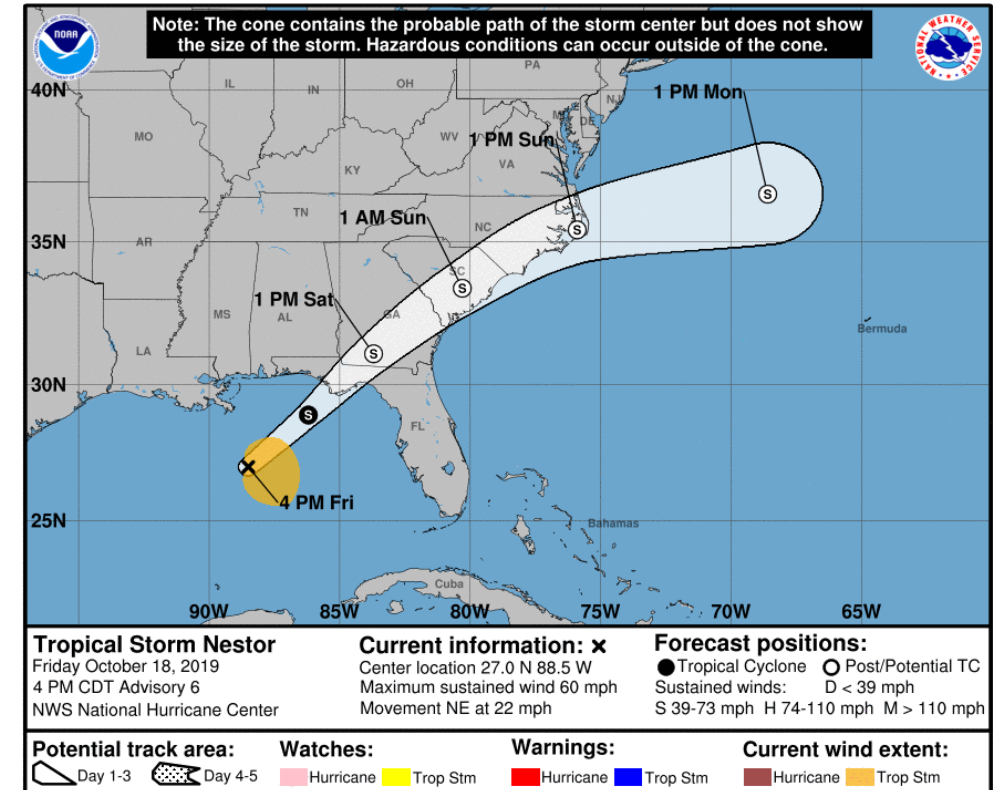 Note: The cone contains the probable path of the storm center but does not show
the size of the storm. Hazardous conditions can occur outside of the cone.
NOAA
NATIONAL WEATHER SERVICE
PA
40N
IL
IN
OH
NJ
1 PM Mon
DE
MO
WV
1 PM Sun
VA
KY
TN
1 AM Sun
NC
S
S
35N
AR
SC
S
1 PM Sat
MS
AL
GA
Bermuda
LA
S
30N
S
FL
4 PM Fri
25N
Bahamas
Cuba
90W
85W
80W
75W
70W
65W
Tropical Storm Nestor
Friday October 18, 2019
4 PM CDT Advisory 6
NWS National Hurricane Center
Current information: x
Center location 27.0 N 88.5 W
Maximum sustained wind 60 mph
Movement NE at 22 mph
Forecast positions:
Tropical Cyclone Post/Potential TC
Sustained winds: D < 39 mph
S 39-73 mph H 74-110 mph M > 110 mph
Potential track area:
Day 1-3 Day 4-5
Watches:
Hurricane Trop Stm
Warnings:
Hurricane Trop Stm
Current wind extent:
Hurricane Trop Stm